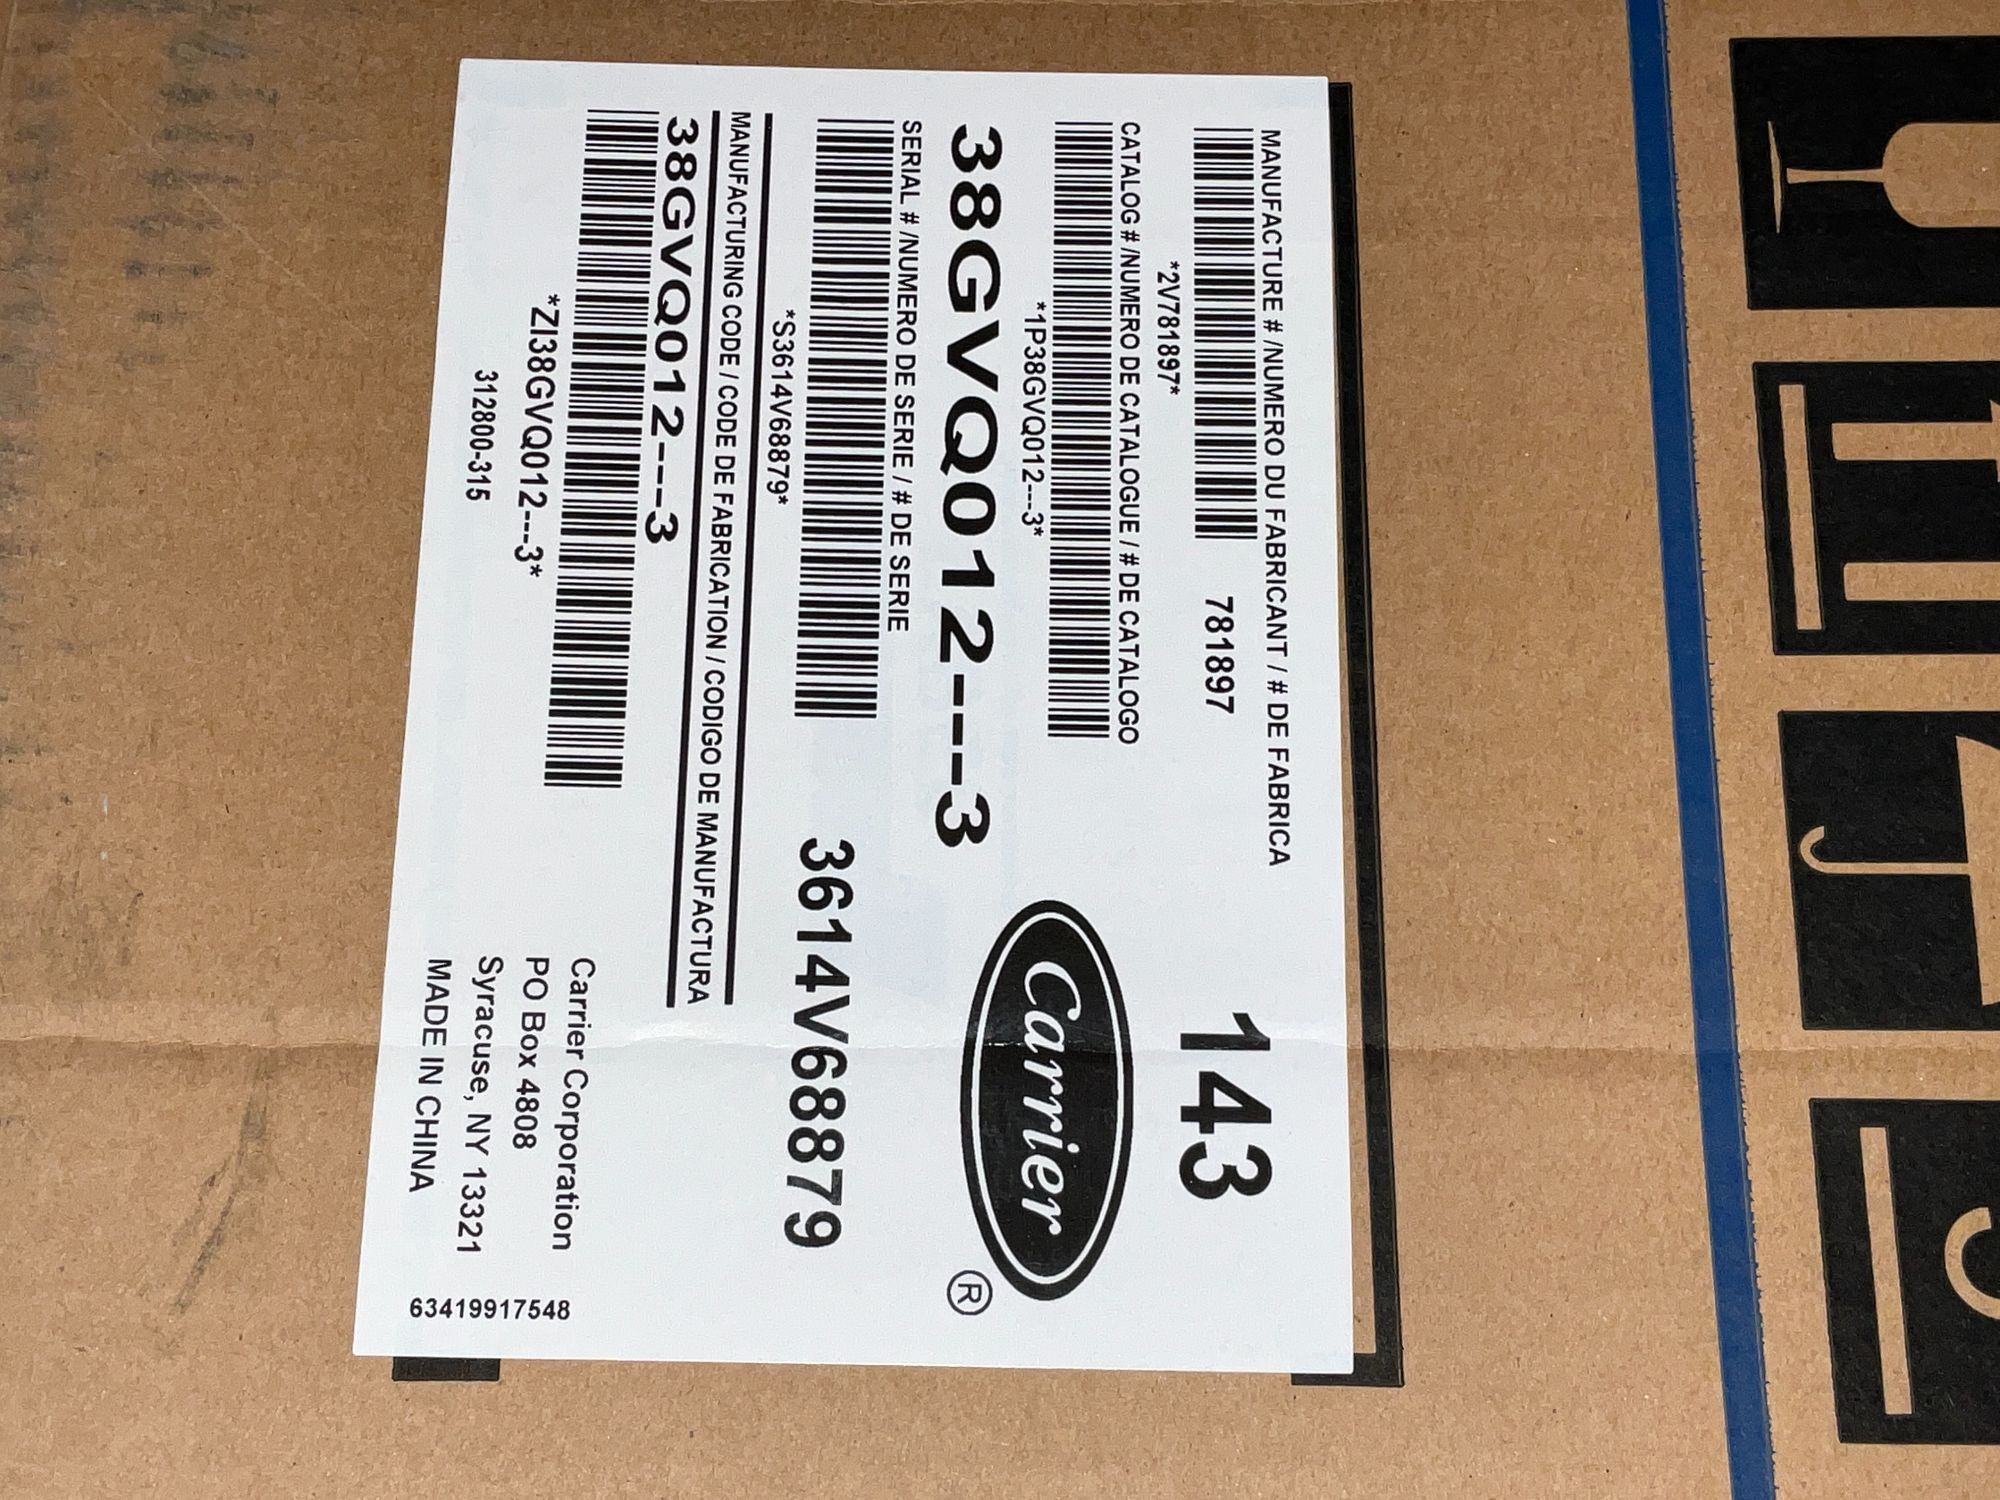 MANUFACTURE # /NUMERO DU FABRICANT / # DE FABRICA
781897
143
*2V781897*
CATALOG # /NUMERO DE CATALOGUE / # DE CATALOGO
*1P38GVQ012---3*
38GVQ012---3
Carrier
®
SERIAL # /NUMERO DE SERIE / # DE SERIE
*S3614V68879*
3614V68879
MANUFACTURING CODE / CODE DE FABRICATION / CODIGO DE MANUFACTURA
38GVQ012---3
*ZI38GVQ012---3*
312800-315
Carrier Corporation
PO Box 4808
Syracuse, NY 13321
MADE IN CHINA
63419917548